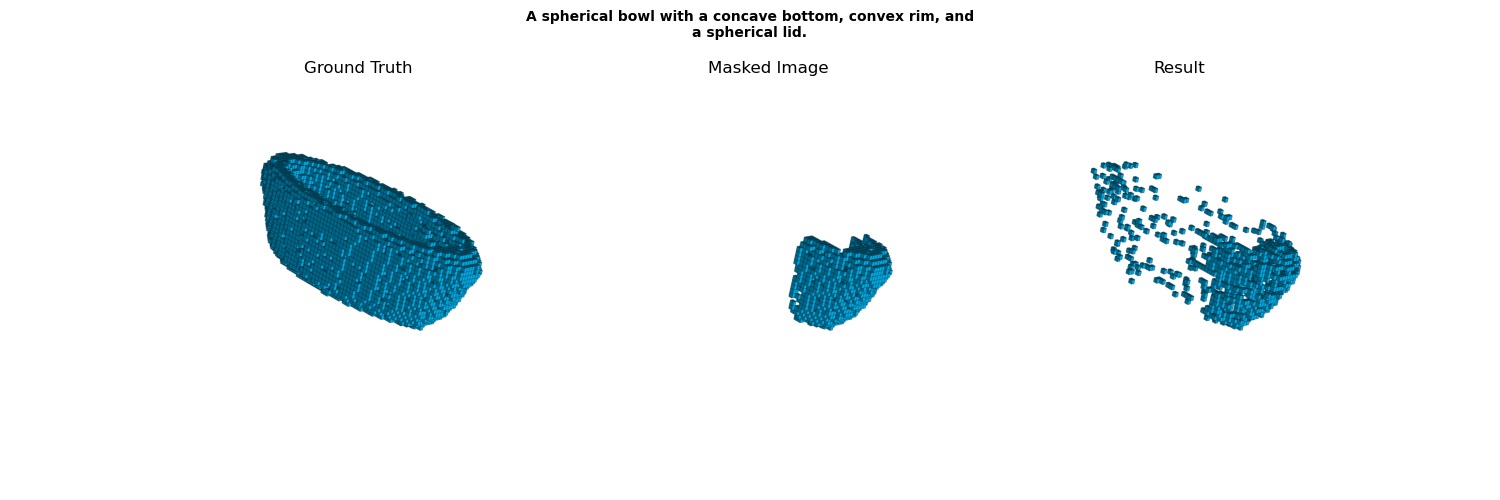 A spherical bowl with a concave bottom, convex rim, and
a spherical lid.
Ground Truth
Masked Image
Result